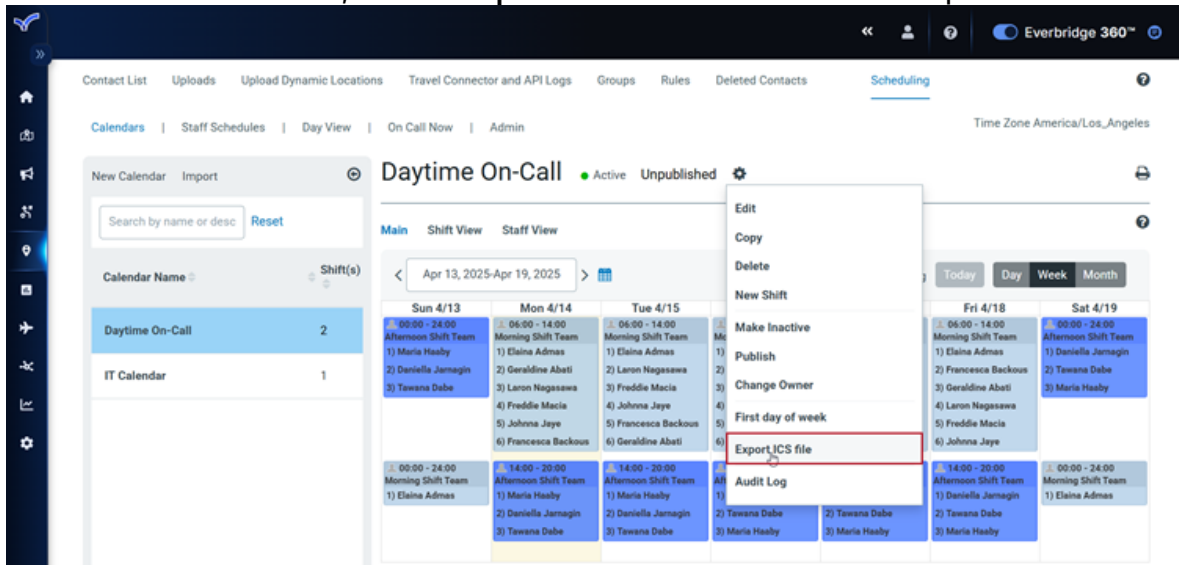 Everbridge 360™
Contact List Uploads Upload Dynamic Locations Travel Connector and API Logs Groups Rules Deleted Contacts Scheduling
Calendars | Staff Schedules | Day View | On Call Now | Admin
Time Zone America/Los_Angeles
New Calendar Import
Daytime On-Call Active Unpublished
Search by name or desc Reset
Main Shift View Staff View
Calendar Name Shift(s)
Daytime On-Call 2
IT Calendar 1
Apr 13, 2025-Apr 19, 2025
Today Day Week Month
Edit
Copy
Delete
New Shift
Make Inactive
Publish
Change Owner
First day of week
Export ICS file
Audit Log
Sun 4/13
00:00 - 24:00
Afternoon Shift Team
1) Maria Haaby
2) Daniella Jarnagin
3) Tawana Dabe
00:00 - 24:00
Morning Shift Team
1) Elaina Admas
Mon 4/14
06:00 - 14:00
Morning Shift Team
1) Elaina Admas
2) Geraldine Abati
3) Laron Nagasawa
4) Freddie Macia
5) Johnna Jaye
6) Francesca Backous
14:00 - 20:00
Afternoon Shift Team
1) Maria Haaby
2) Daniella Jarnagin
3) Tawana Dabe
Tue 4/15
06:00 - 14:00
Morning Shift Team
1) Elaina Admas
2) Laron Nagasawa
3) Freddie Macia
4) Johnna Jaye
5) Francesca Backous
6) Geraldine Abati
14:00 - 20:00
Afternoon Shift Team
1) Maria Haaby
2) Daniella Jarnagin
3) Tawana Dabe
1)
2)
3)
4)
5)
6)
1)
2) Tawana Dabe
3) Maria Haaby
2) Tawana Dabe
3) Maria Haaby
Fri 4/18
06:00 - 14:00
Morning Shift Team
1) Elaina Admas
2) Francesca Backous
3) Geraldine Abati
4) Laron Nagasawa
5) Freddie Macia
6) Johnna Jaye
14:00 - 20:00
Afternoon Shift Team
1) Daniella Jarnagin
2) Tawana Dabe
3) Maria Haaby
Sat 4/19
00:00 - 24:00
Afternoon Shift Team
1) Daniella Jarnagin
2) Tawana Dabe
3) Maria Haaby
00:00 - 24:00
Morning Shift Team
1) Elaina Admas